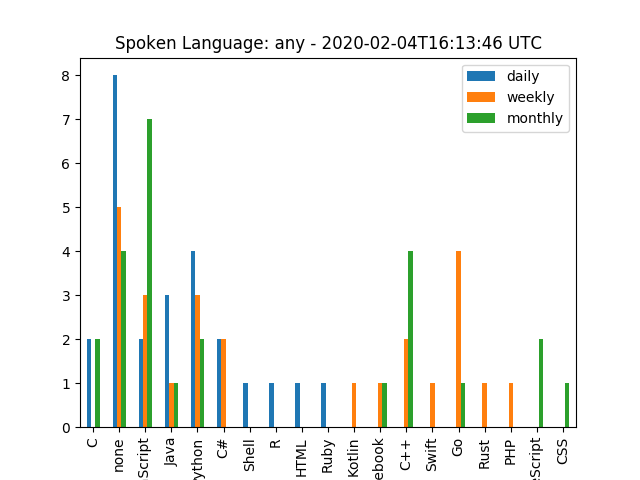 Spoken Language: any - 2020-02-04T16:13:46 UTC
daily
weekly
monthly
8
7
6
5
4
3
2
1
0
C
none
Script
Java
ython
C#
Shell
R
HTML
Ruby
Kotlin
ebook
C++
Swift
Go
Rust
PHP
eScript
CSS